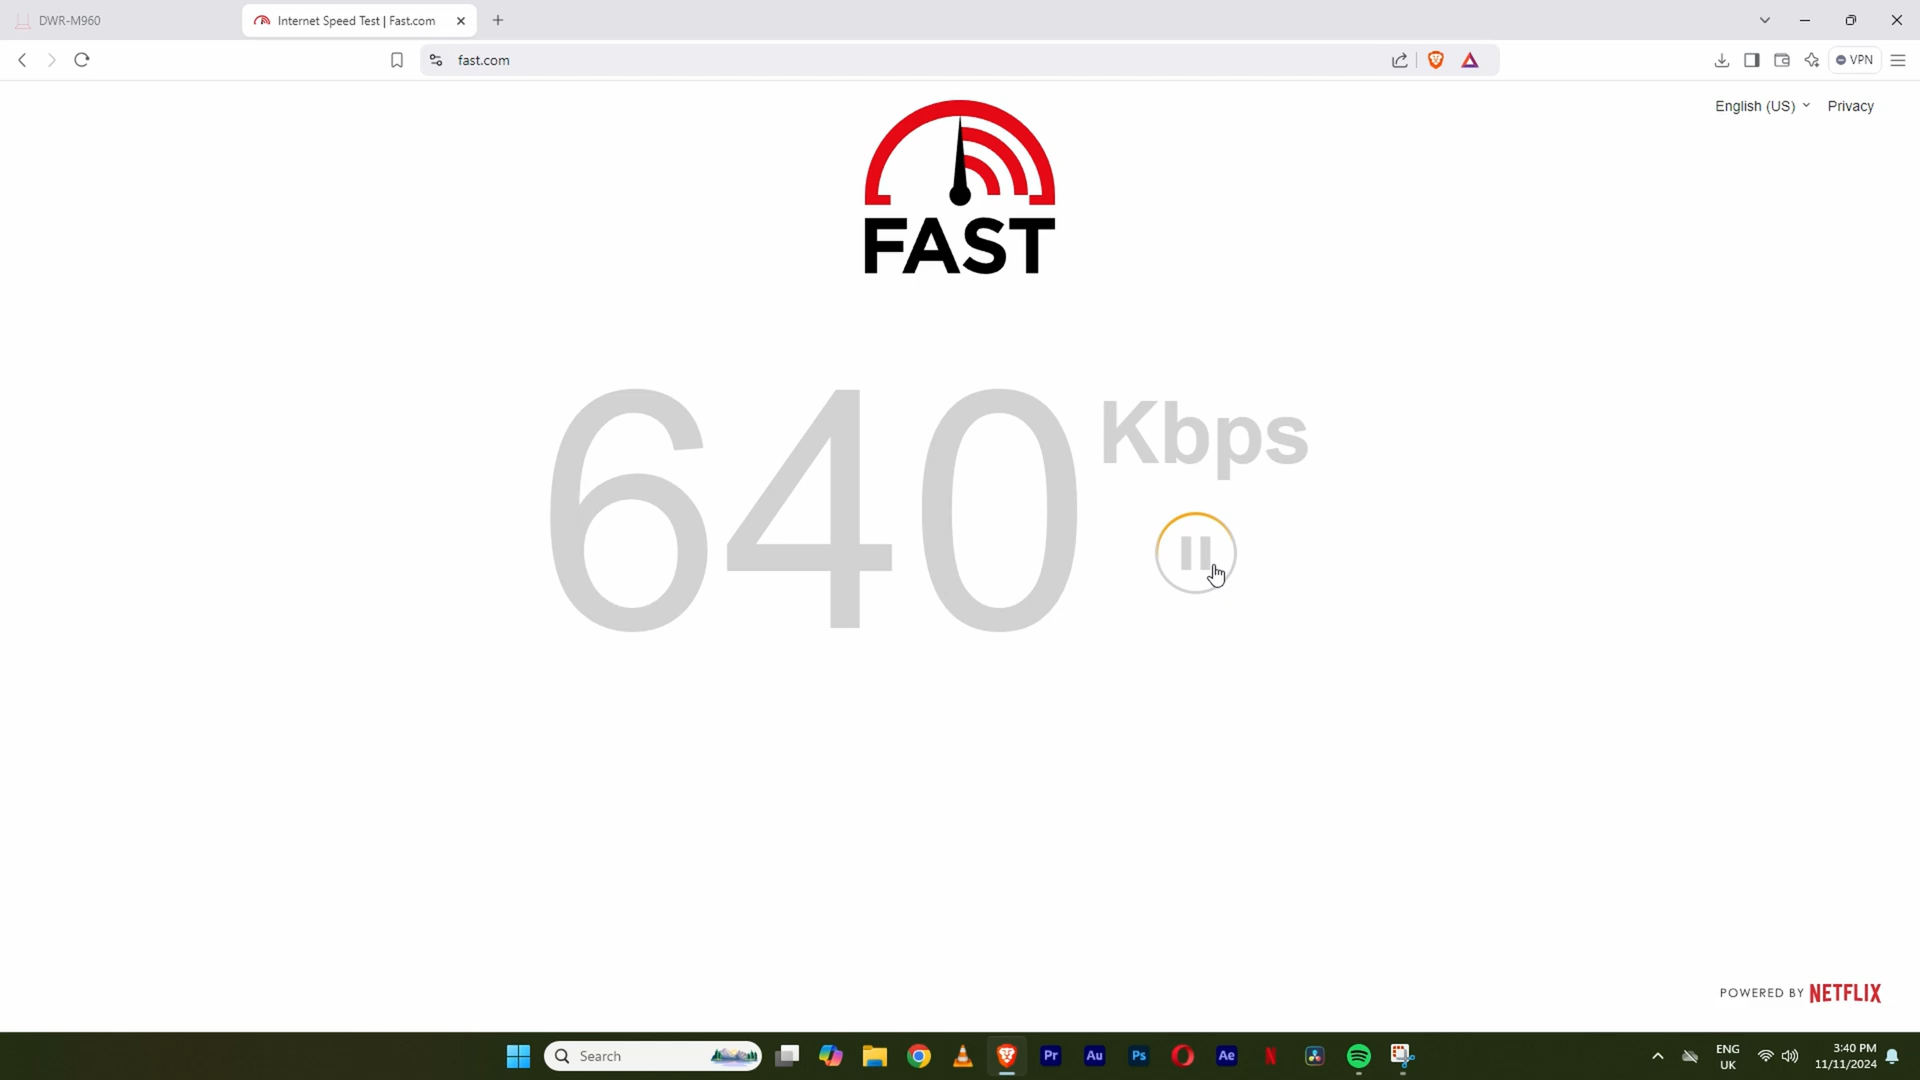 DWR-M960
Internet Speed Test | Fast.com
fast.com
VPN
English (US)
Privacy
FAST
640 Kbps
POWERED BY NETFLIX
Search
Pr
Au
Ps
Ae
N
ENG
UK
3:40 PM
11/11/2024